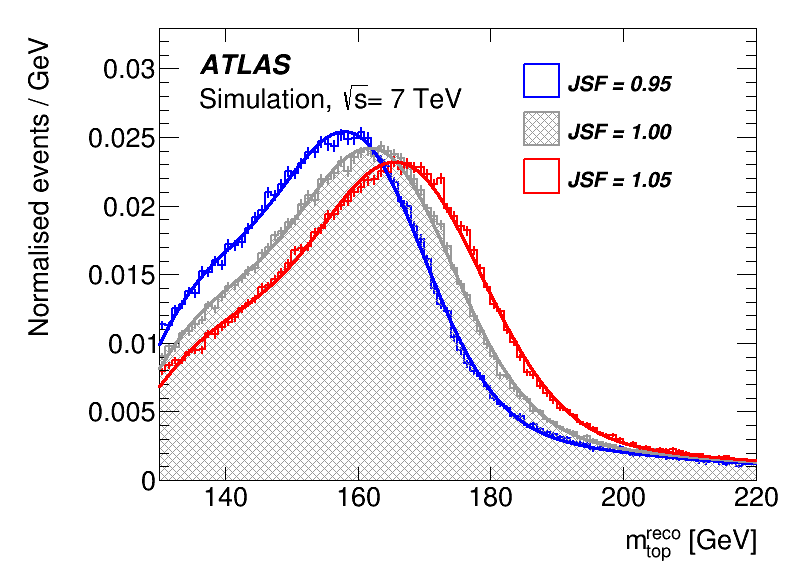 ATLAS
Simulation, √s= 7 TeV
JSF = 0.95
JSF = 1.00
JSF = 1.05
Normalised events / GeV
0.03
0.025
0.02
0.015
0.01
0.005
0
140 160 180 200 220
m_top^reco [GeV]